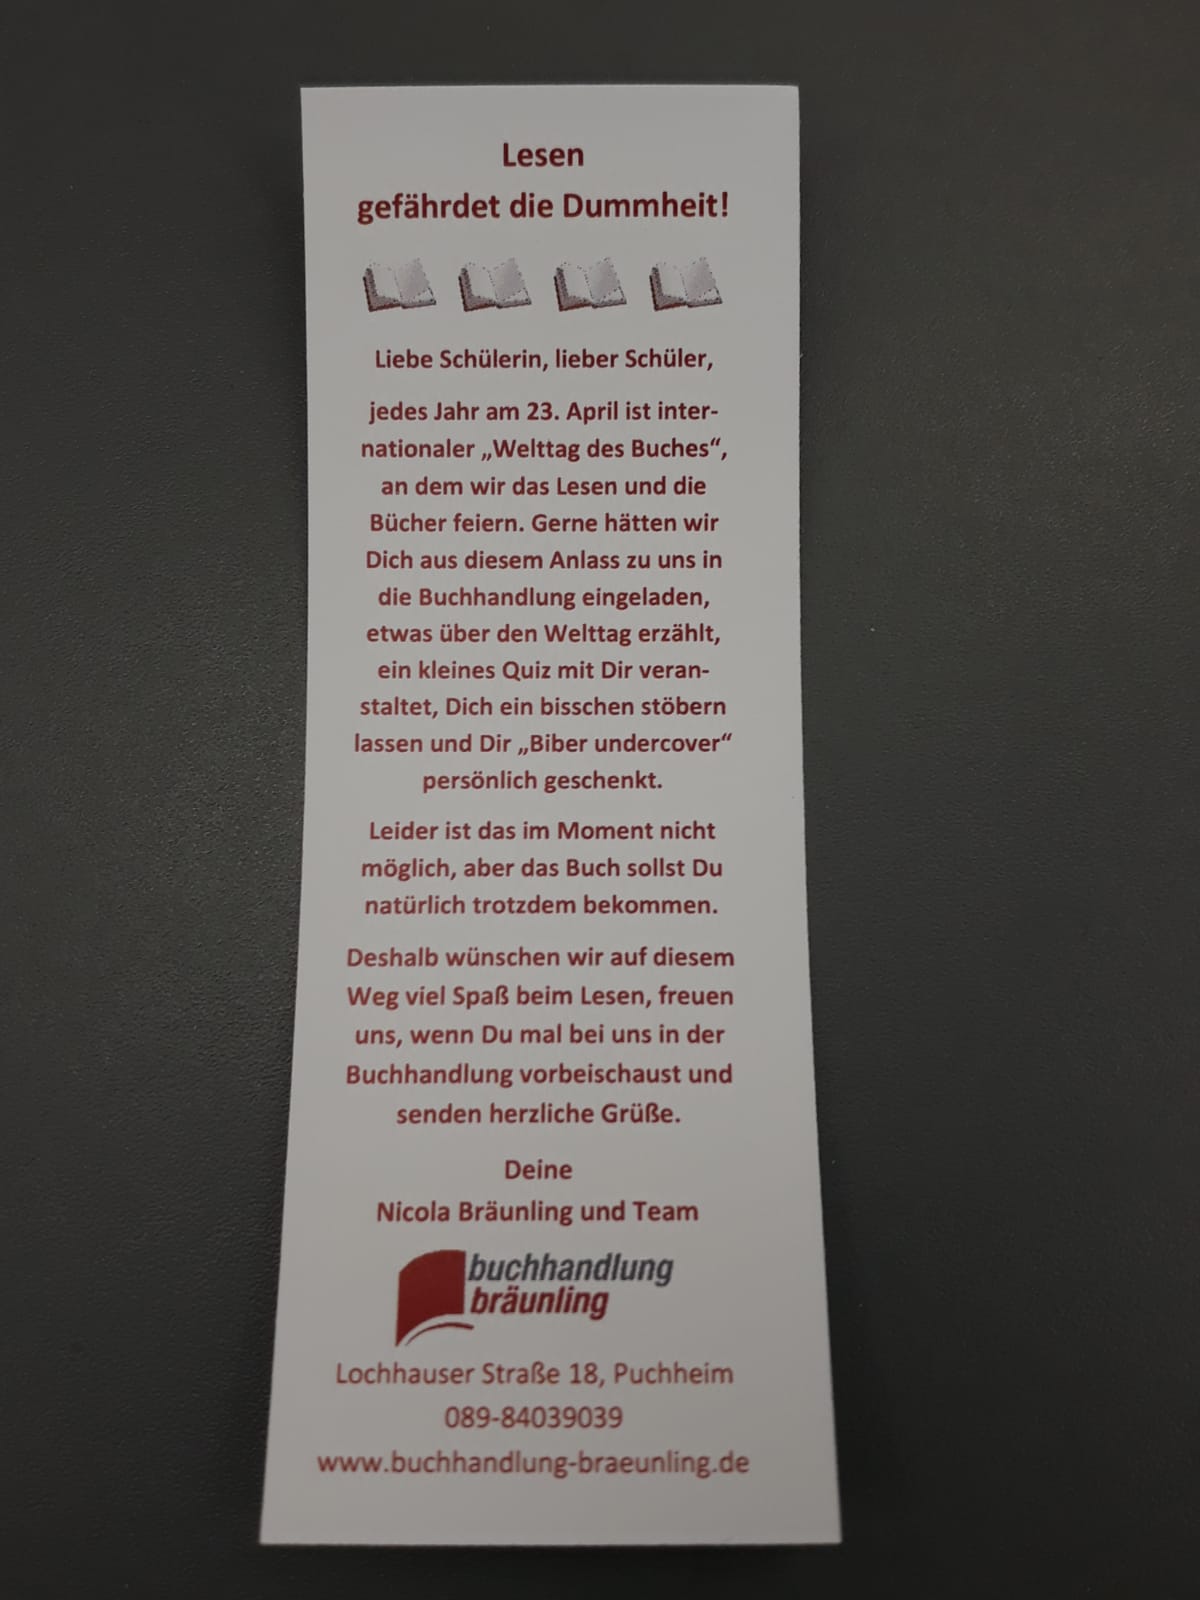 Lesen
gefährdet die Dummheit!
Liebe Schülerin, lieber Schüler,
jedes Jahr am 23. April ist inter-
nationaler „Welttag des Buches“,
an dem wir das Lesen und die
Bücher feiern. Gerne hätten wir
Dich aus diesem Anlass zu uns in
die Buchhandlung eingeladen,
etwas über den Welttag erzählt,
ein kleines Quiz mit Dir veran-
staltet, Dich ein bisschen stöbern
lassen und Dir „Biber undercover“
persönlich geschenkt.
Leider ist das im Moment nicht
möglich, aber das Buch sollst Du
natürlich trotzdem bekommen.
Deshalb wünschen wir auf diesem
Weg viel Spaß beim Lesen, freuen
uns, wenn Du mal bei uns in der
Buchhandlung vorbeischaust und
senden herzliche Grüße.
Deine
Nicola Bräunling und Team
buchhandlung
bräunling
Lochhauser Straße 18, Puchheim
089-84039039
www.buchhandlung-braeunling.de